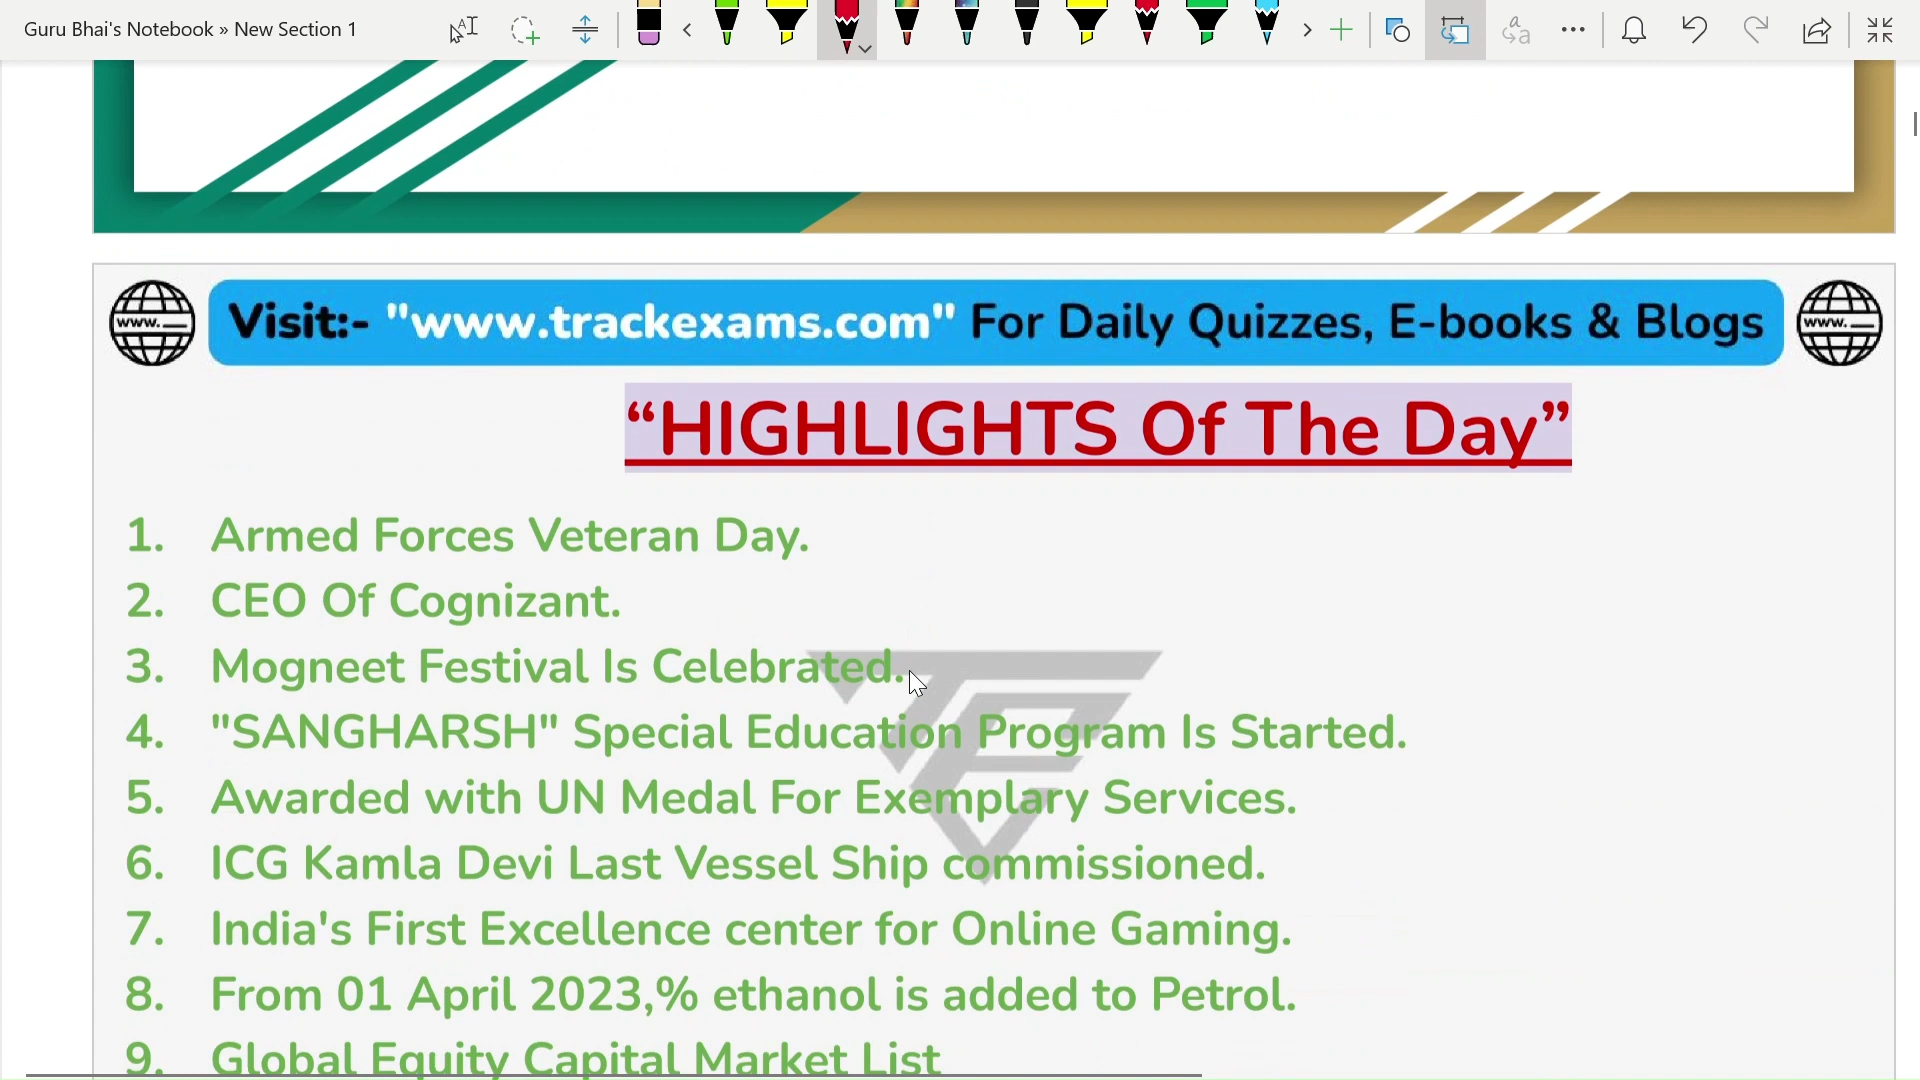 Guru Bhai's Notebook » New Section 1
Visit:- "www.trackexams.com" For Daily Quizzes, E-books & Blogs
www.
www.
“HIGHLIGHTS Of The Day”
1. Armed Forces Veteran Day.
2. CEO Of Cognizant.
3. Mogneet Festival Is Celebrated.
4. "SANGHARSH" Special Education Program Is Started.
5. Awarded with UN Medal For Exemplary Services.
6. ICG Kamla Devi Last Vessel Ship commissioned.
7. India's First Excellence center for Online Gaming.
8. From 01 April 2023,% ethanol is added to Petrol.
9. Global Equity Capital Market List